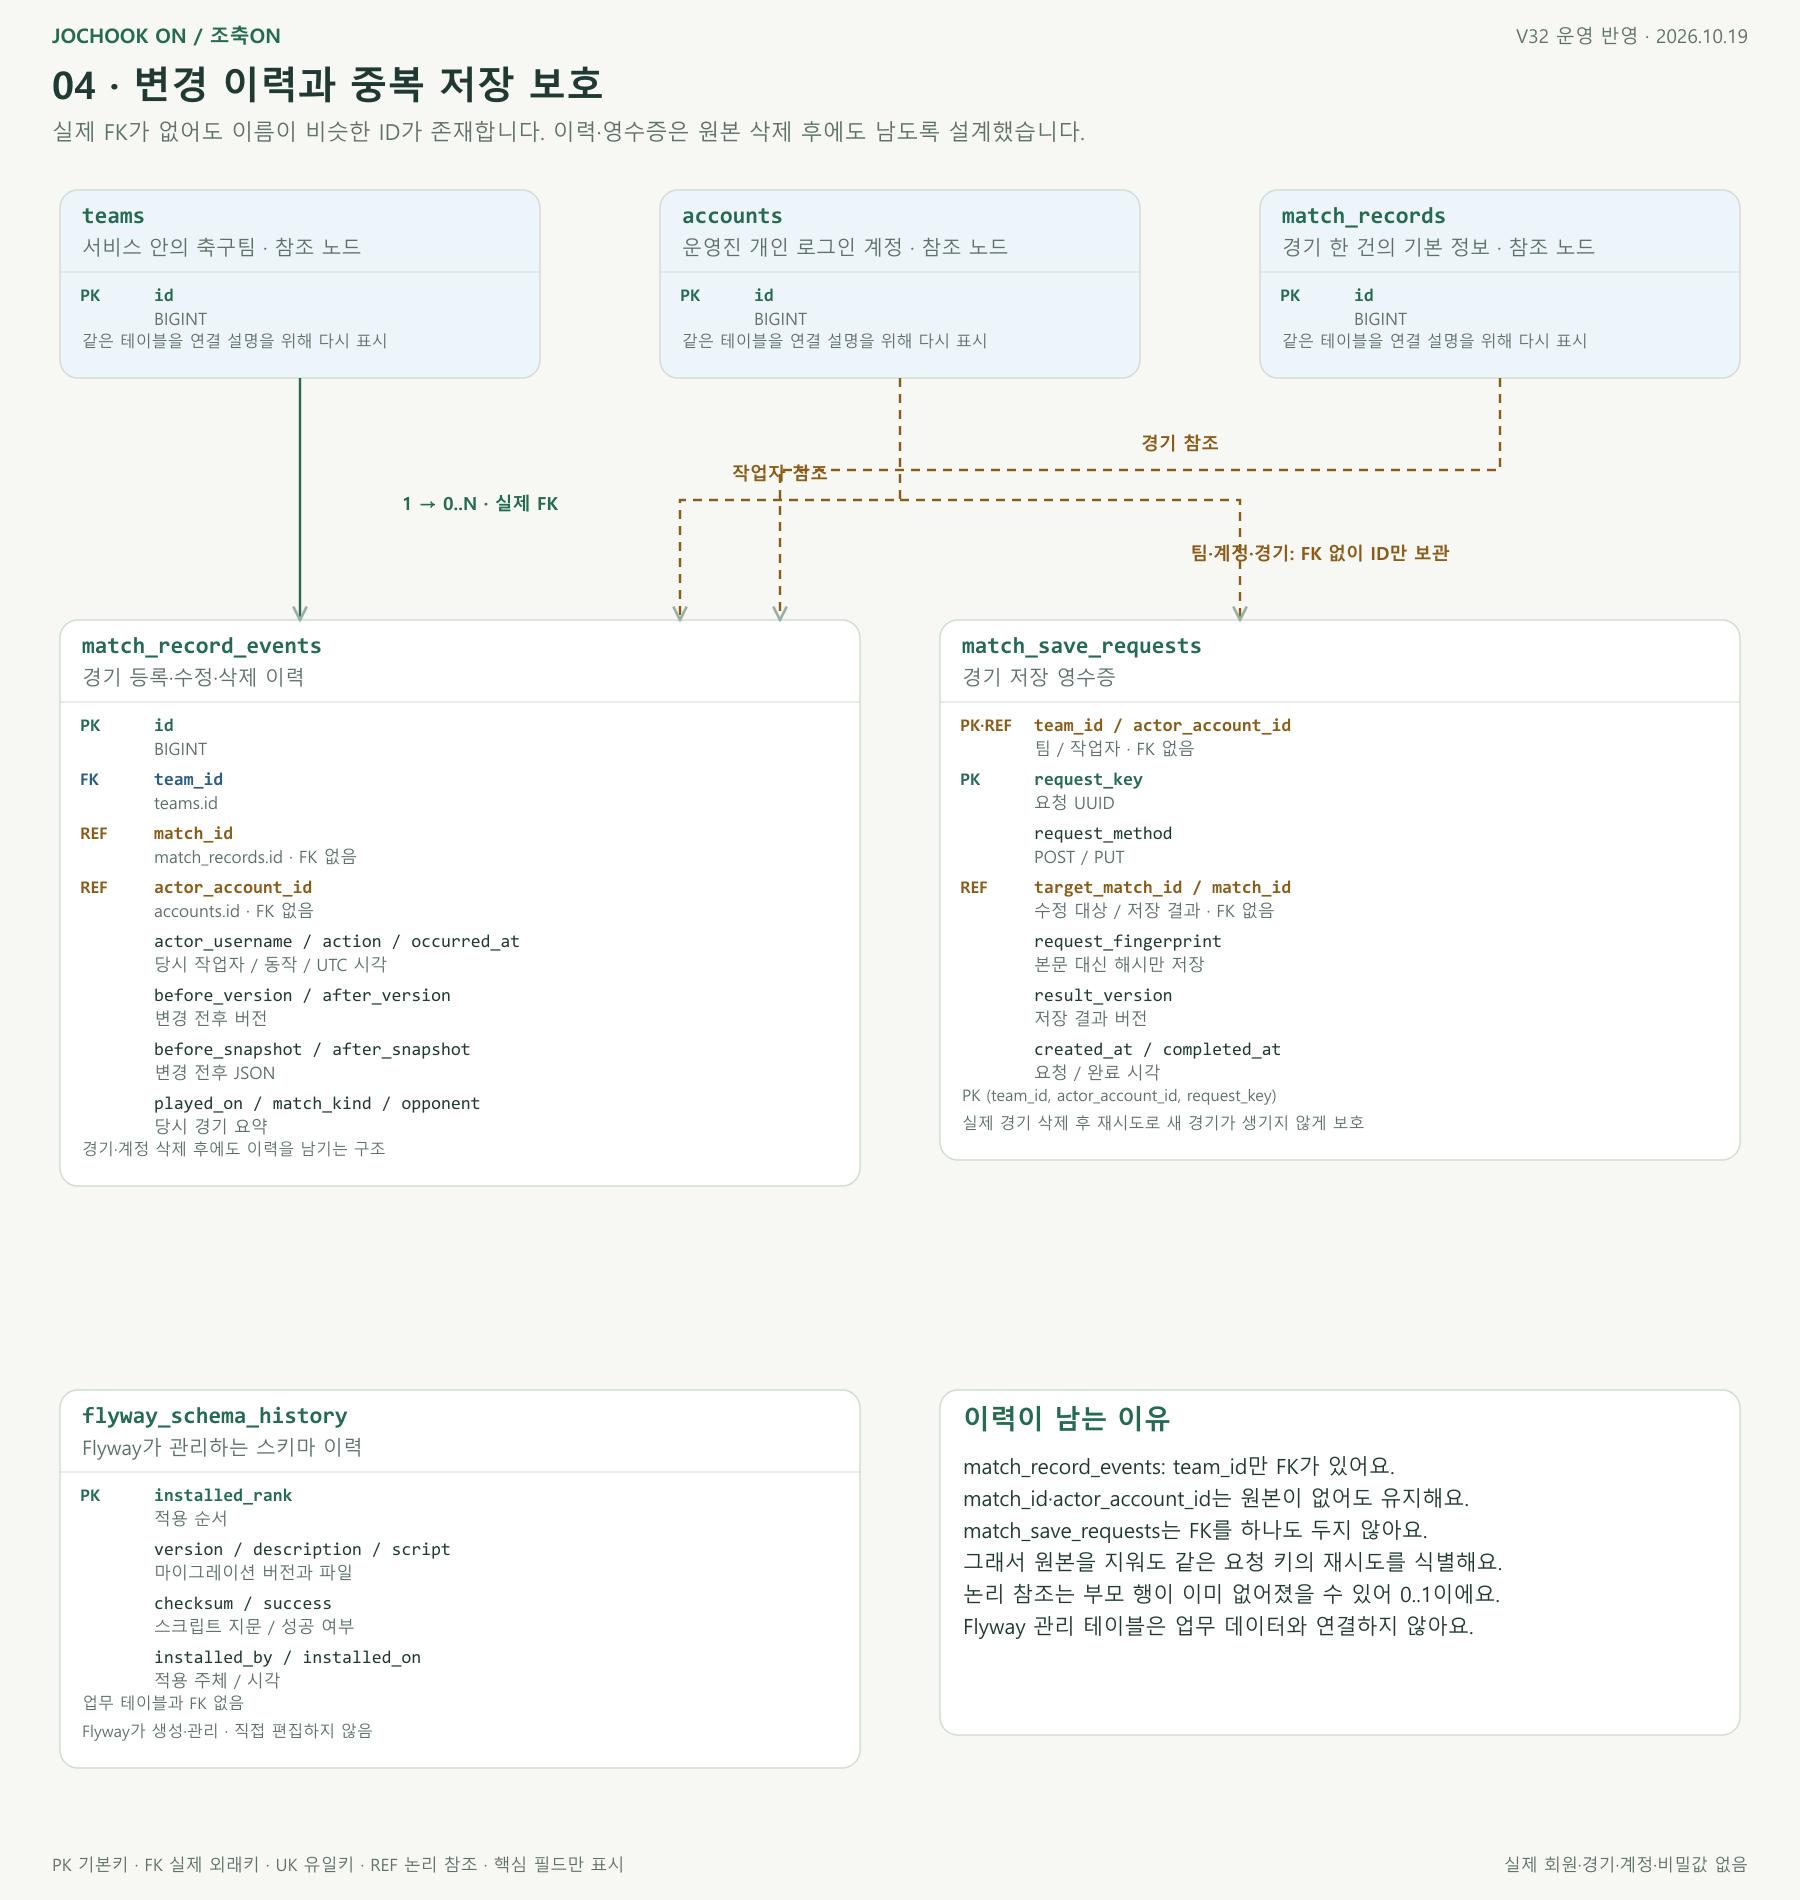 JOCHOOK ON / 조축ON
V32 운영 반영 · 2026.10.19
04 · 변경 이력과 중복 저장 보호
실제 FK가 없어도 이름이 비슷한 ID가 존재합니다. 이력·영수증은 원본 삭제 후에도 남도록 설계했습니다.
teams
서비스 안의 축구팀 · 참조 노드
PK id
BIGINT
같은 테이블을 연결 설명을 위해 다시 표시
accounts
운영진 개인 로그인 계정 · 참조 노드
PK id
BIGINT
같은 테이블을 연결 설명을 위해 다시 표시
match_records
경기 한 건의 기본 정보 · 참조 노드
PK id
BIGINT
같은 테이블을 연결 설명을 위해 다시 표시
경기 참조
작업자 참조
1 → 0..N · 실제 FK
팀·계정·경기: FK 없이 ID만 보관
match_record_events
경기 등록·수정·삭제 이력
PK id
BIGINT
FK team_id
teams.id
REF match_id
match_records.id · FK 없음
REF actor_account_id
accounts.id · FK 없음
actor_username / action / occurred_at
당시 작업자 / 동작 / UTC 시각
before_version / after_version
변경 전후 버전
before_snapshot / after_snapshot
변경 전후 JSON
played_on / match_kind / opponent
당시 경기 요약
경기·계정 삭제 후에도 이력을 남기는 구조
match_save_requests
경기 저장 영수증
PK·REF team_id / actor_account_id
팀 / 작업자 · FK 없음
PK request_key
요청 UUID
request_method
POST / PUT
REF target_match_id / match_id
수정 대상 / 저장 결과 · FK 없음
request_fingerprint
본문 대신 해시만 저장
result_version
저장 결과 버전
created_at / completed_at
요청 / 완료 시각
PK (team_id, actor_account_id, request_key)
실제 경기 삭제 후 재시도로 새 경기가 생기지 않게 보호
flyway_schema_history
Flyway가 관리하는 스키마 이력
PK installed_rank
적용 순서
version / description / script
마이그레이션 버전과 파일
checksum / success
스크립트 지문 / 성공 여부
installed_by / installed_on
적용 주체 / 시각
업무 테이블과 FK 없음
Flyway가 생성·관리 · 직접 편집하지 않음
이력이 남는 이유
match_record_events: team_id만 FK가 있어요.
match_id·actor_account_id는 원본이 없어도 유지해요.
match_save_requests는 FK를 하나도 두지 않아요.
그래서 원본을 지워도 같은 요청 키의 재시도를 식별해요.
논리 참조는 부모 행이 이미 없어졌을 수 있어 0..1이에요.
Flyway 관리 테이블은 업무 데이터와 연결하지 않아요.
PK 기본키 · FK 실제 외래키 · UK 유일키 · REF 논리 참조 · 핵심 필드만 표시
실제 회원·경기·계정·비밀값 없음